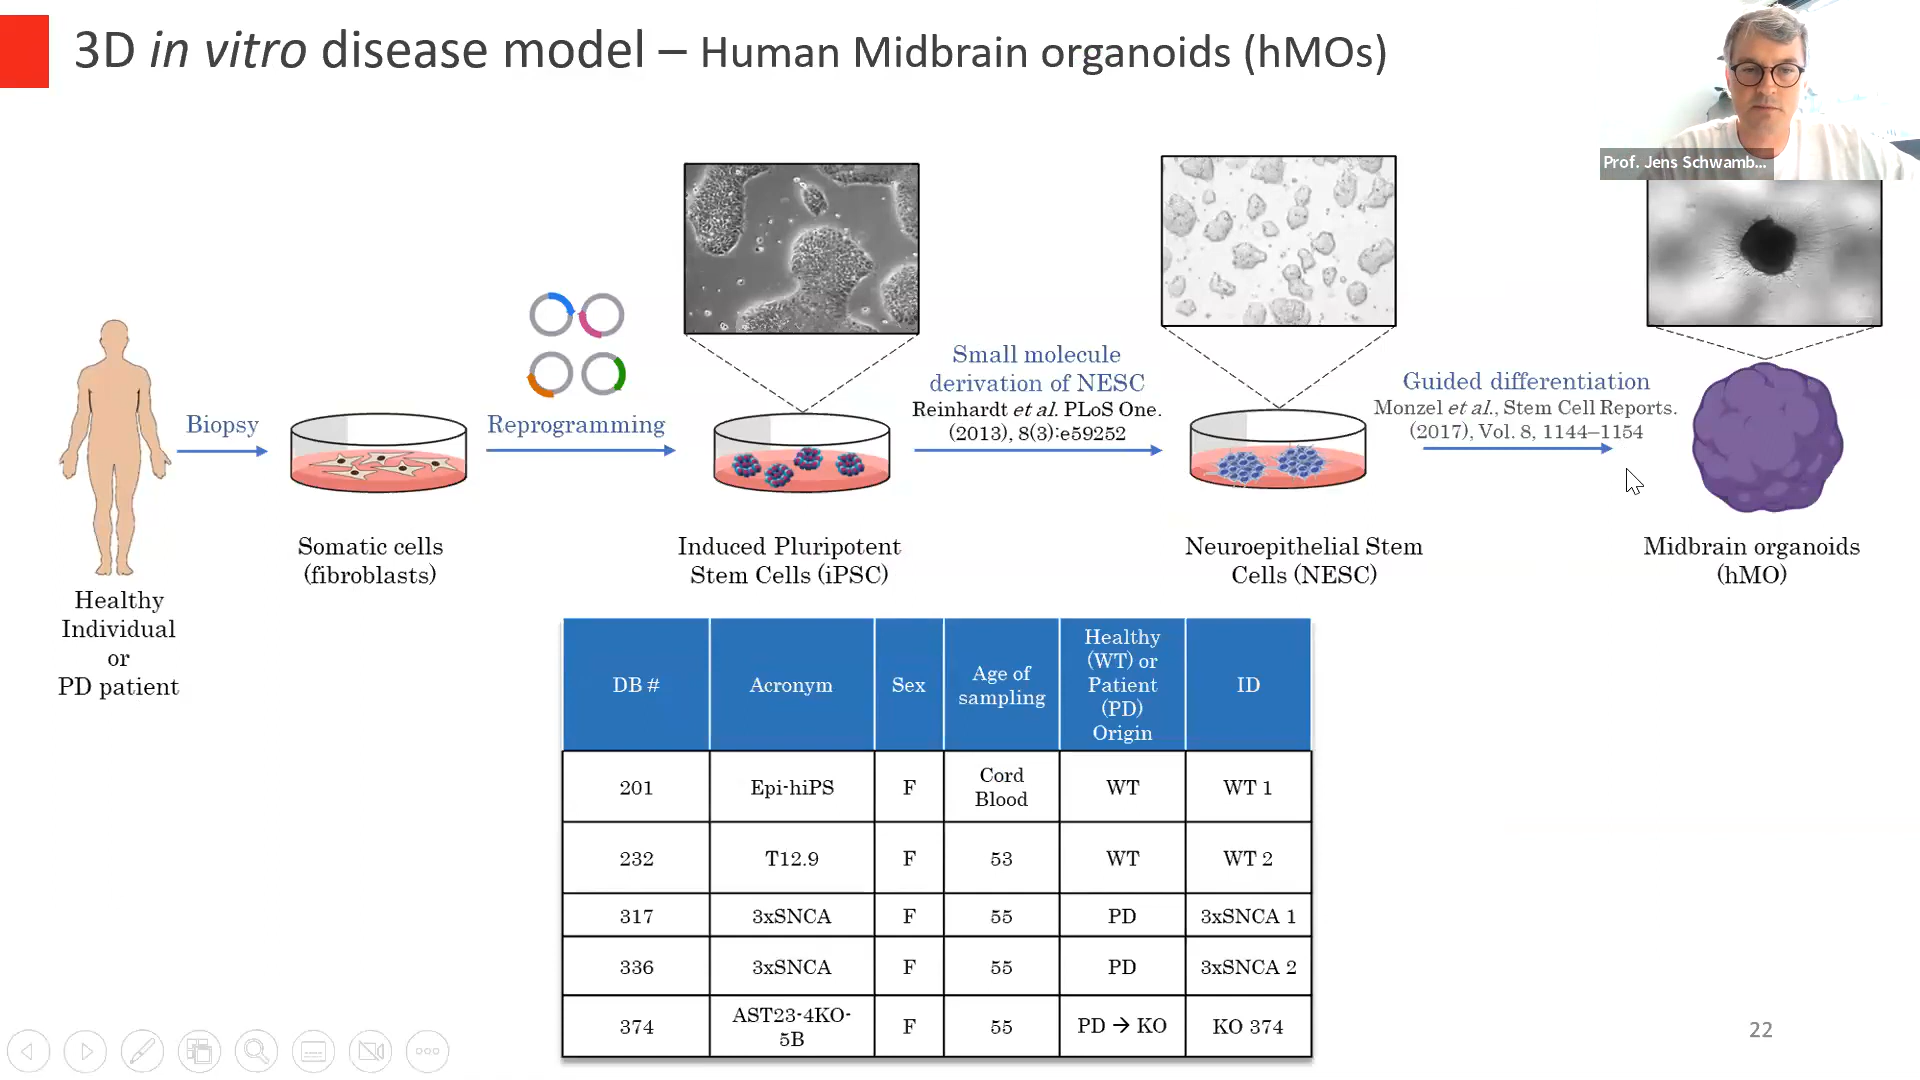 3D in vitro disease model – Human Midbrain organoids (hMOs)
Prof. Jens Schwamb...
Biopsy
Reprogramming
Small molecule
derivation of NESC
Reinhardt et al. PLoS One.
(2013), 8(3):e59252
Guided differentiation
Monzel et al., Stem Cell Reports.
(2017), Vol. 8, 1144–1154
Healthy
Individual
or
PD patient
Somatic cells
(fibroblasts)
Induced Pluripotent
Stem Cells (iPSC)
Neuroepithelial Stem
Cells (NESC)
Midbrain organoids
(hMO)
DB #
Acronym
Sex
Age of
sampling
Healthy
(WT) or
Patient
(PD)
Origin
ID
201
Epi-hiPS
F
Cord
Blood
WT
WT 1
232
T12.9
F
53
WT
WT 2
317
3xSNCA
F
55
PD
3xSNCA 1
336
3xSNCA
F
55
PD
3xSNCA 2
374
AST23-4KO-
5B
F
55
PD → KO
KO 374
22